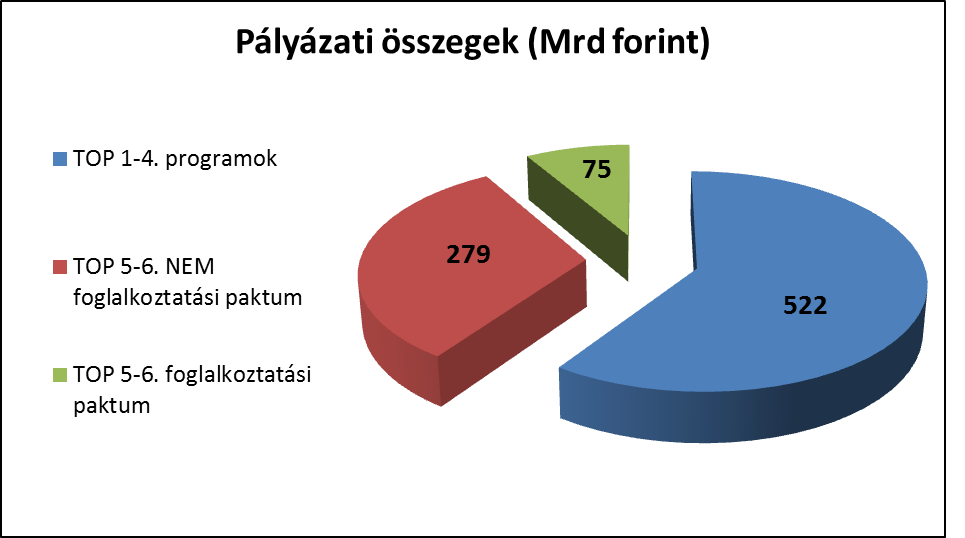 Pályázati összegek (Mrd forint)
TOP 1-4. programok
TOP 5-6. NEM
foglalkoztatási paktum
TOP 5-6. foglalkoztatási
paktum
75
279
522